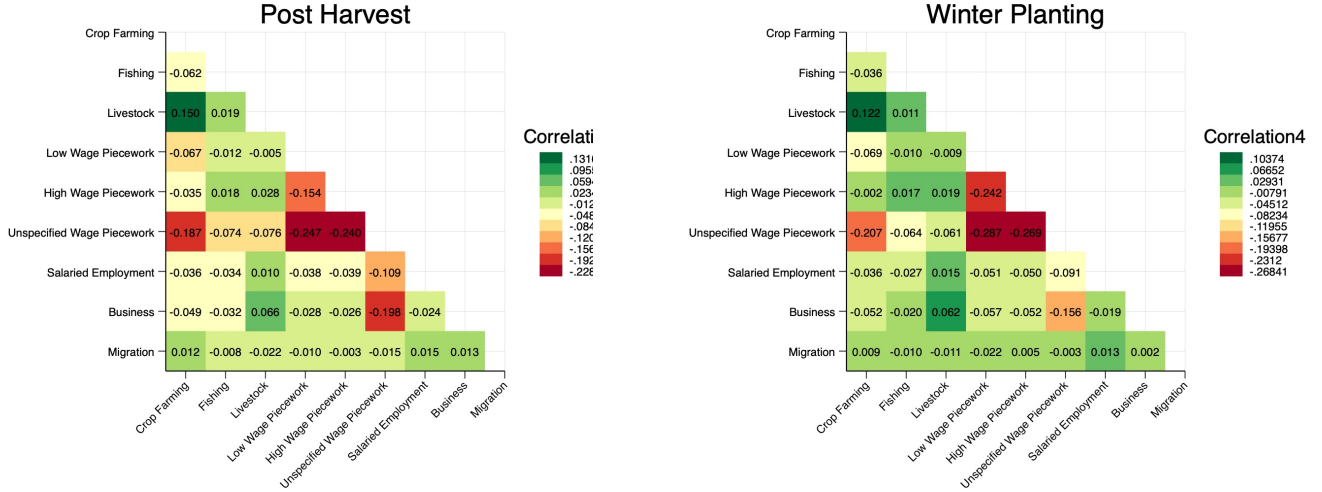 Post Harvest
Crop Farming
Fishing -0.062
Livestock 0.150 0.019
Low Wage Piecework -0.067 -0.012 -0.005
High Wage Piecework -0.035 0.018 0.028 -0.154
Unspecified Wage Piecework -0.187 -0.074 -0.076 -0.247 -0.240
Salaried Employment -0.036 -0.034 0.010 -0.038 -0.039 -0.109
Business -0.049 -0.032 0.066 -0.028 -0.026 -0.198 -0.024
Migration 0.012 -0.008 -0.022 -0.010 -0.003 -0.015 0.015 0.013
Crop Farming
Fishing
Livestock
Low Wage Piecework
High Wage Piecework
Unspecified Wage Piecework
Salaried Employment
Business
Migration
Correlati
.0234
-.012
-.048
-.084
-.120
-.156
-.192
-.228
Winter Planting
Crop Farming
Fishing -0.036
Livestock 0.122 0.011
Low Wage Piecework -0.069 -0.010 -0.009
High Wage Piecework -0.002 0.017 0.019 -0.242
Unspecified Wage Piecework -0.207 -0.064 -0.061 -0.287 -0.269
Salaried Employment -0.036 -0.027 0.015 -0.051 -0.050 -0.091
Business -0.052 -0.020 0.062 -0.057 -0.052 -0.156 -0.019
Migration 0.009 -0.010 -0.011 -0.022 0.005 -0.003 0.013 0.002
Crop Farming
Fishing
Livestock
Low Wage Piecework
High Wage Piecework
Unspecified Wage Piecework
Salaried Employment
Business
Migration
Correlation4
.10374
.06652
.02931
-.00791
-.04512
-.08234
-.11955
-.15677
-.19398
-.2312
-.26841